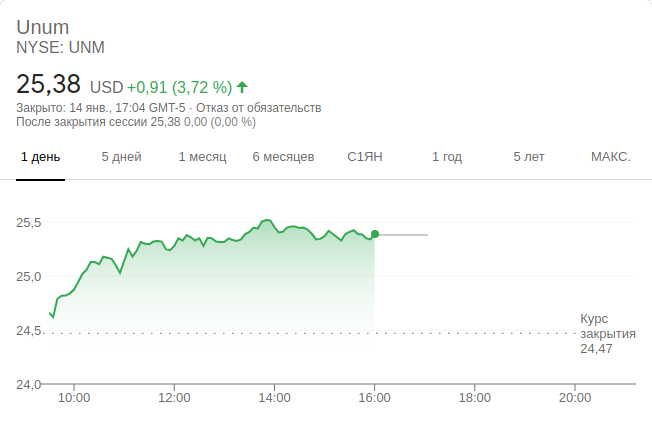 Unum
NYSE: UNM
25,38 USD +0,91 (3,72 %)
Закрыто: 14 янв., 17:04 GMT-5 · Отказ от обязательств
После закрытия сессии 25,38 0,00 (0,00 %)
1 день 5 дней 1 месяц 6 месяцев С1ЯН 1 год 5 лет МАКС.
25,5
25,0
24,5
Курс
закрытия
24,47
24,0
10:00 12:00 14:00 16:00 18:00 20:00